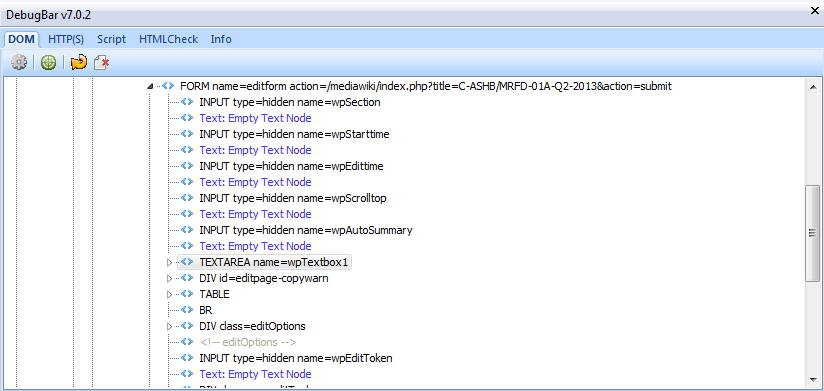 DebugBar v7.0.2
DOM HTTP(S) Script HTMLCheck Info
FORM name=editform action=/mediawiki/index.php?title=C-ASHB/MRFD-01A-Q2-2013&action=submit
INPUT type=hidden name=wpSection
Text: Empty Text Node
INPUT type=hidden name=wpStarttime
Text: Empty Text Node
INPUT type=hidden name=wpEdittime
Text: Empty Text Node
INPUT type=hidden name=wpScrolltop
Text: Empty Text Node
INPUT type=hidden name=wpAutoSummary
Text: Empty Text Node
TEXTAREA name=wpTextbox1
DIV id=editpage-copywarn
TABLE
BR
DIV class=editOptions
<!-- editOptions -->
INPUT type=hidden name=wpEditToken
Text: Empty Text Node